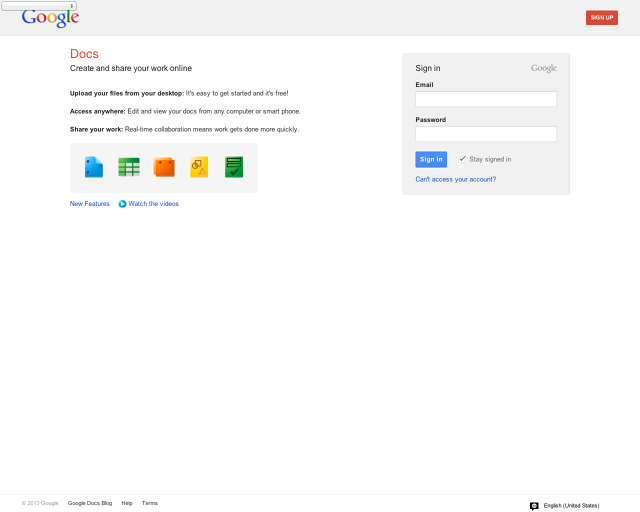 Google
SIGN UP
Docs
Create and share your work online
Upload your files from your desktop: It's easy to get started and it's free!
Access anywhere: Edit and view your docs from any computer or smart phone.
Share your work: Real-time collaboration means work gets done more quickly.
New Features Watch the videos
Sign in Google
Email
Password
Sign in Stay signed in
Can't access your account?
© 2013 Google Google Docs Blog Help Terms English (United States)